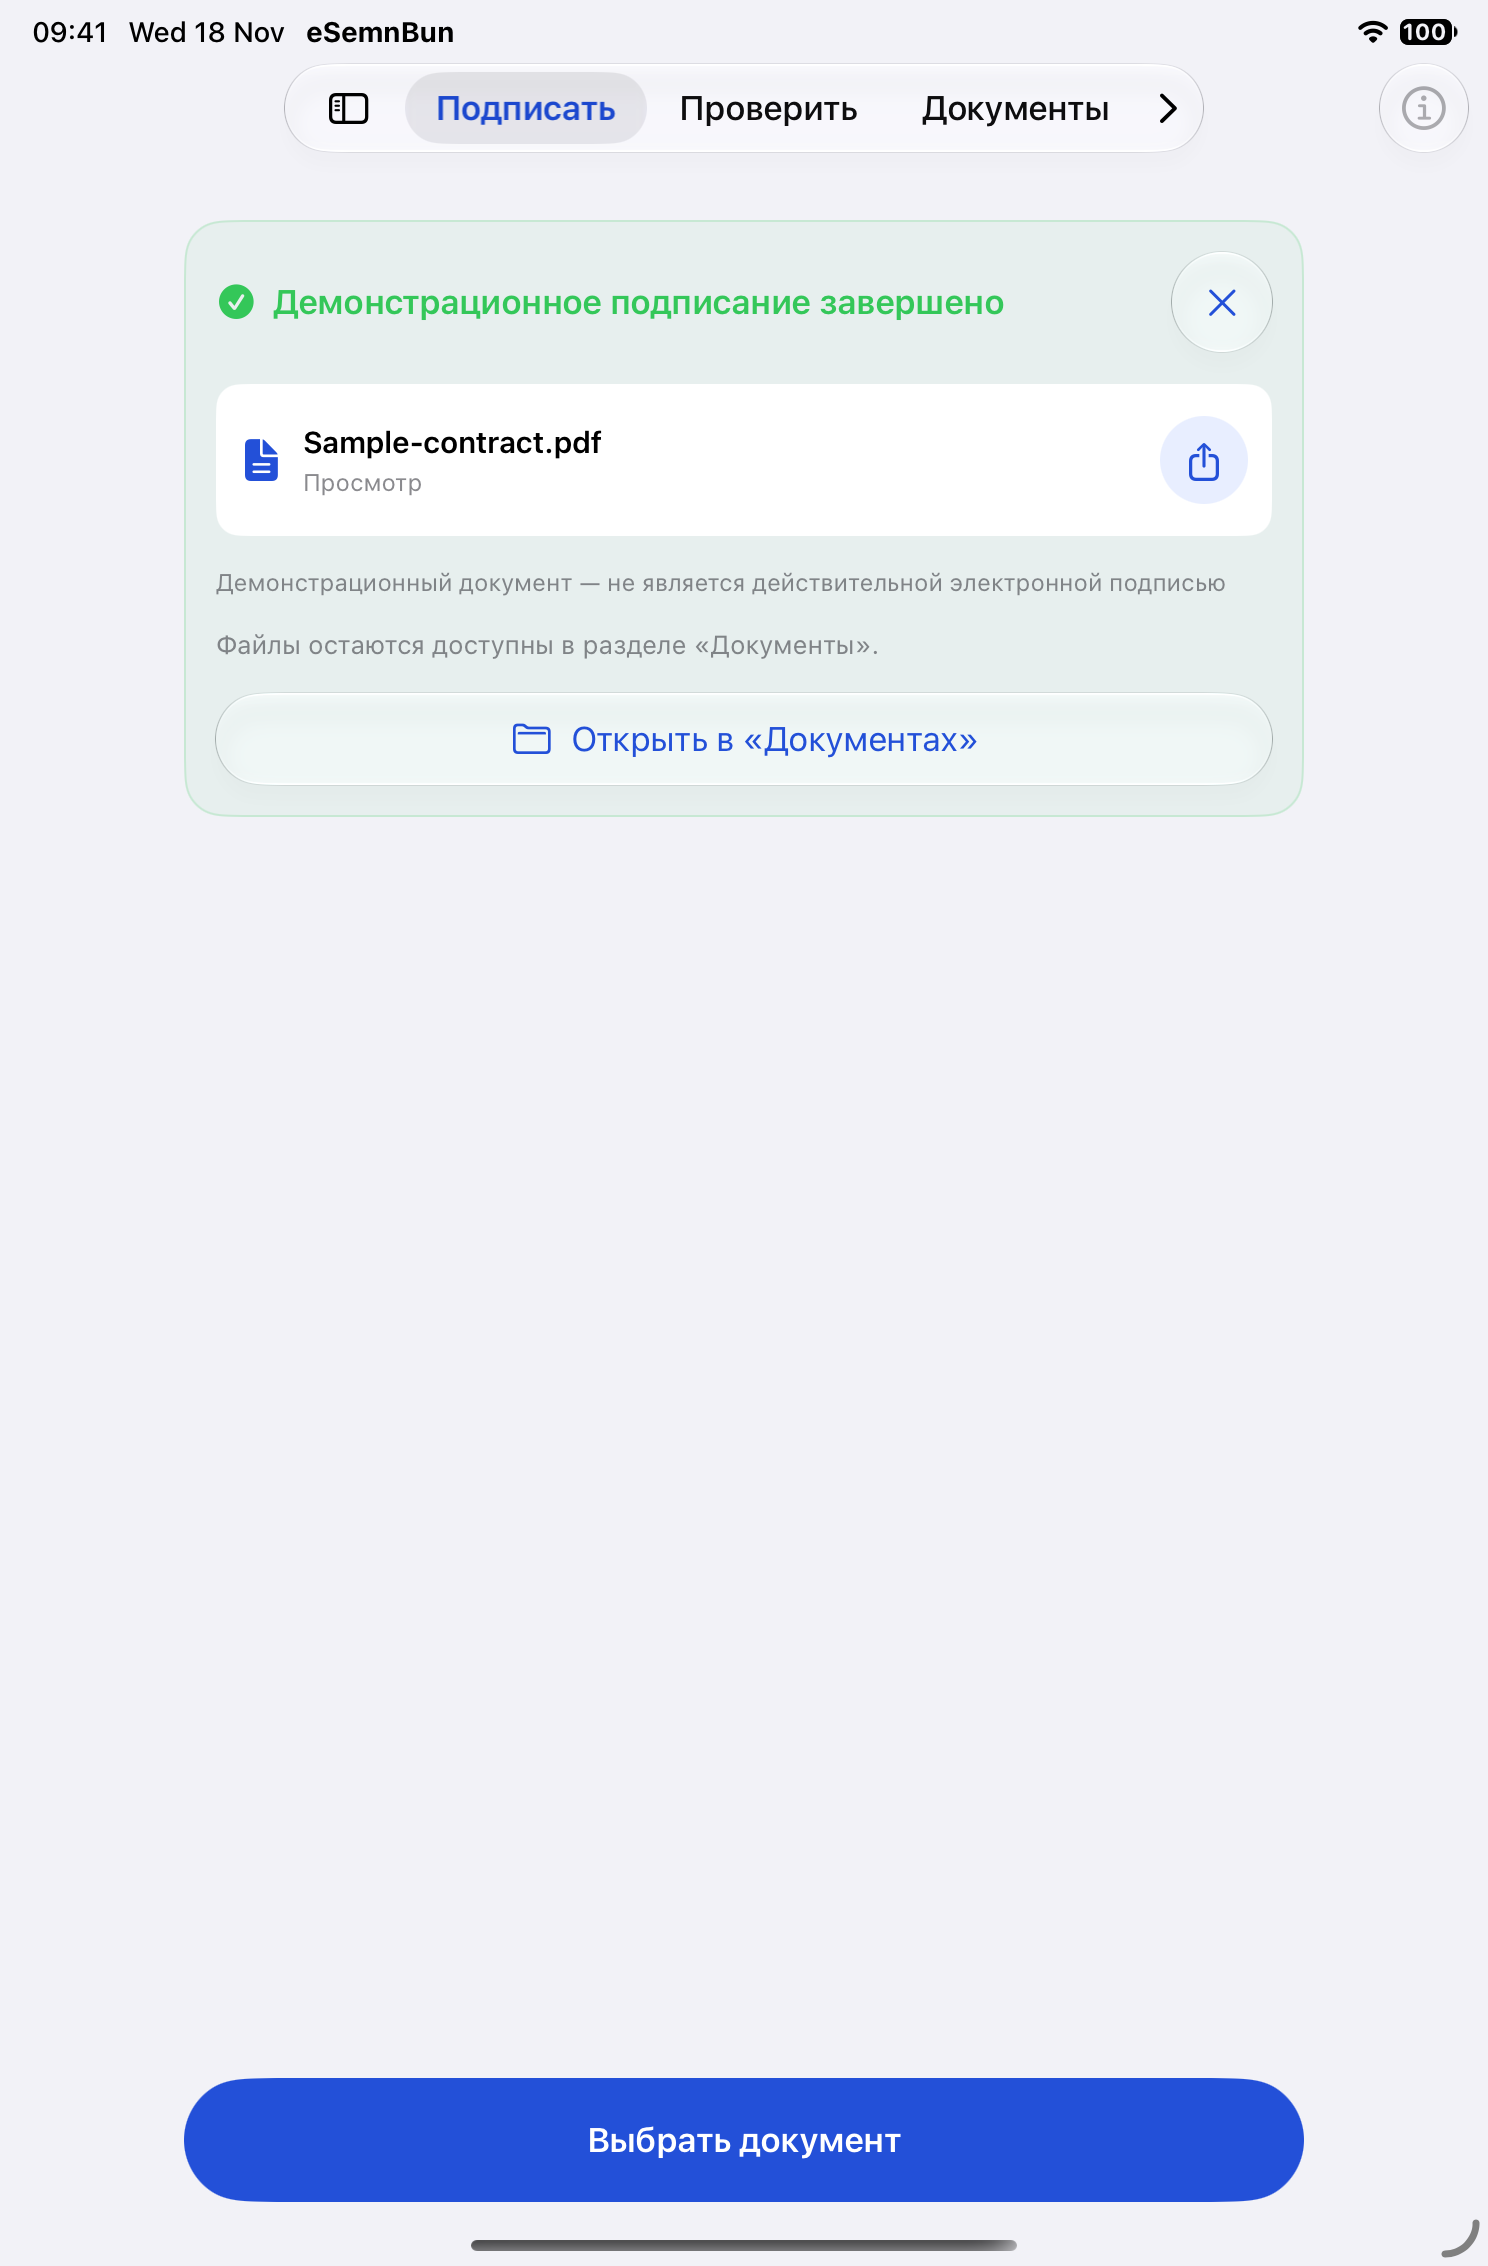 09:41 Wed 18 Nov eSemnBun 100
Подписать Проверить Документы
Демонстрационное подписание завершено
Sample-contract.pdf
Просмотр
Демонстрационный документ — не является действительной электронной подписью
Файлы остаются доступны в разделе «Документы».
Открыть в «Документах»
Выбрать документ